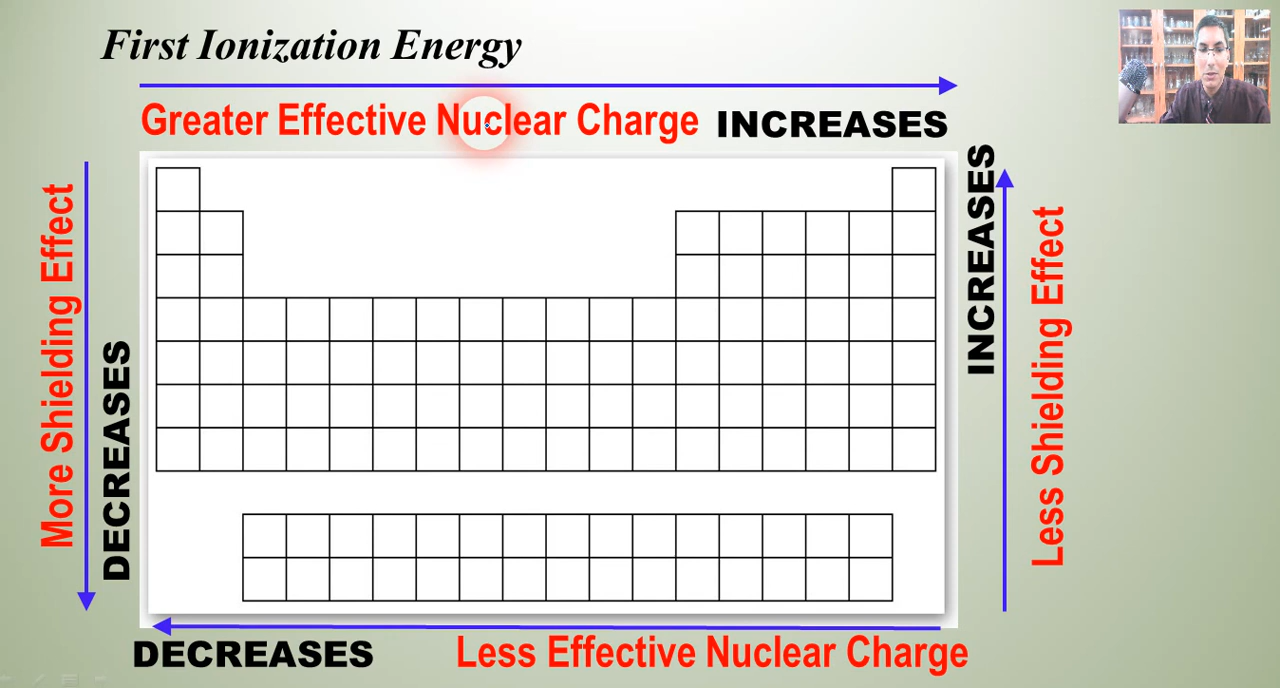 First Ionization Energy
Greater Effective Nuclear Charge INCREASES
More Shielding Effect
DECREASES
INCREASES
Less Shielding Effect
DECREASES Less Effective Nuclear Charge